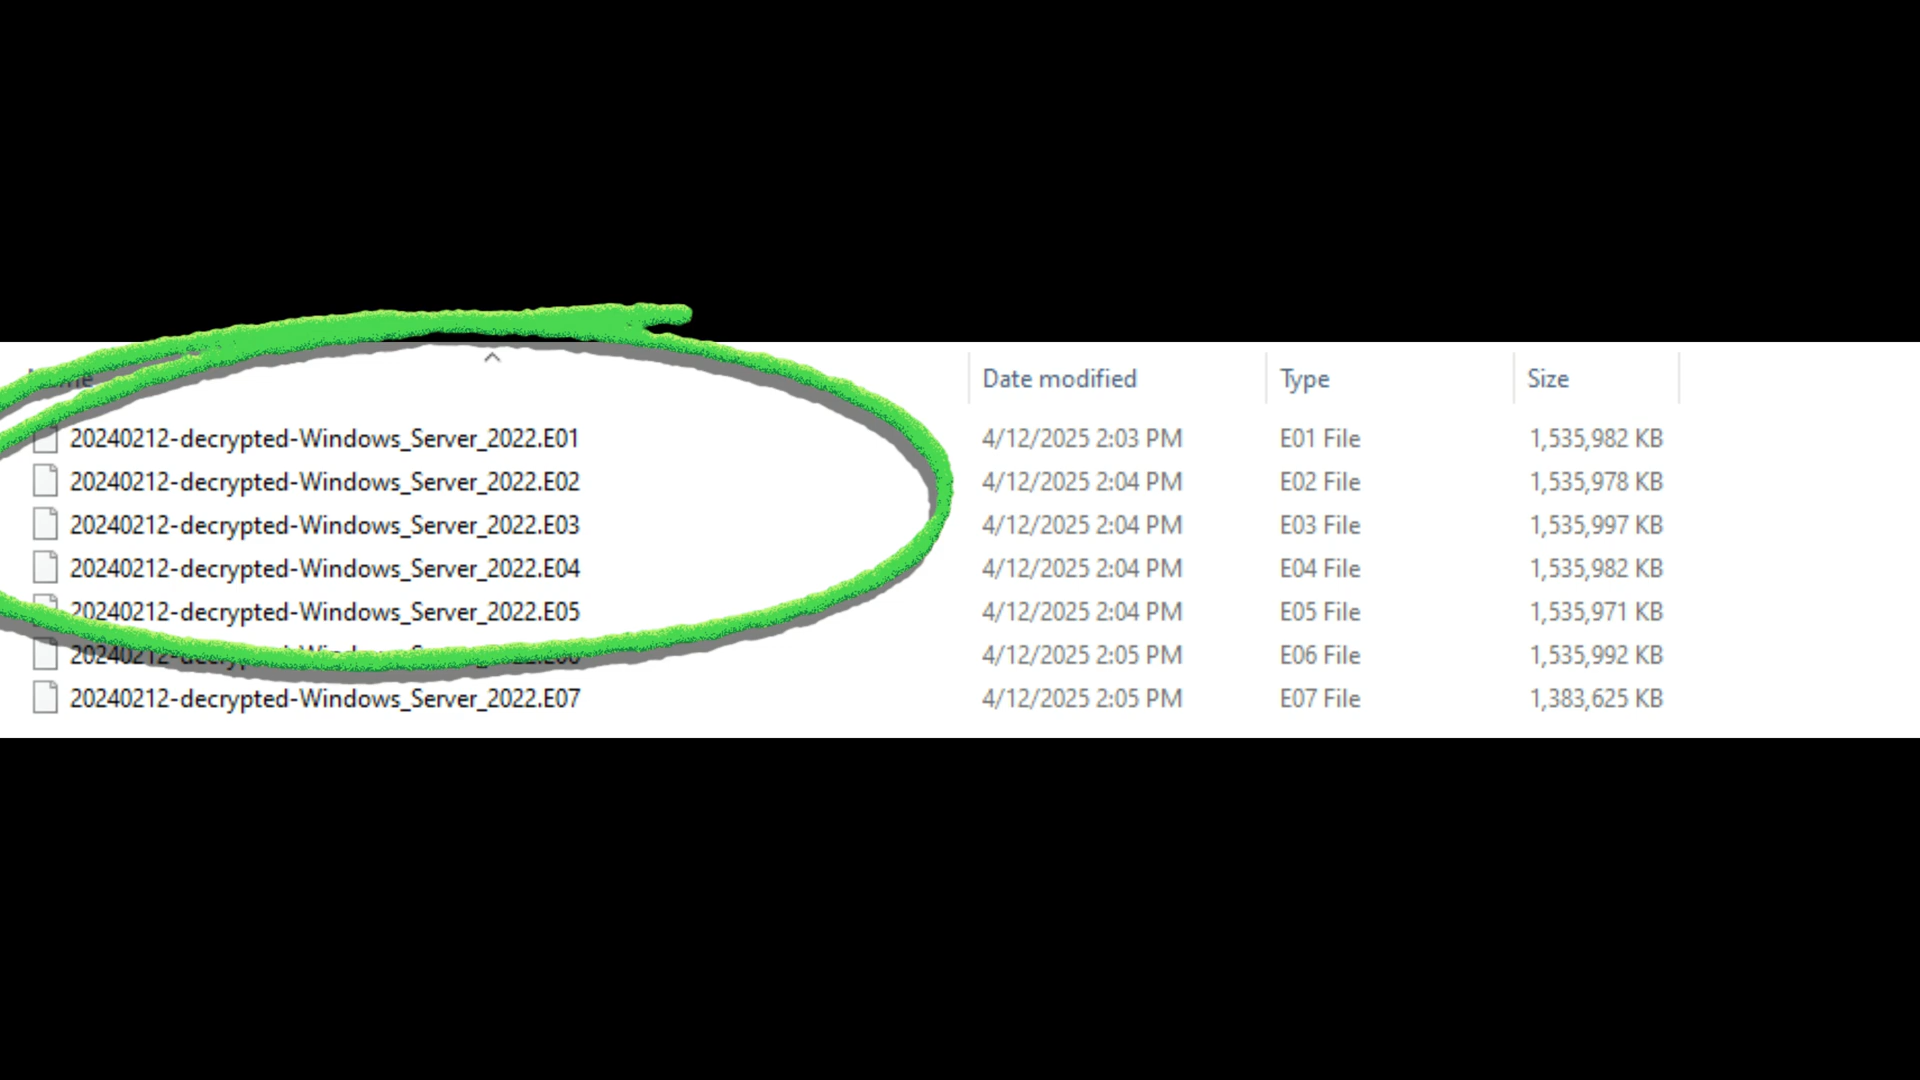 Date modified Type Size
20240212-decrypted-Windows_Server_2022.E01 4/12/2025 2:03 PM E01 File 1,535,982 KB
20240212-decrypted-Windows_Server_2022.E02 4/12/2025 2:04 PM E02 File 1,535,978 KB
20240212-decrypted-Windows_Server_2022.E03 4/12/2025 2:04 PM E03 File 1,535,997 KB
20240212-decrypted-Windows_Server_2022.E04 4/12/2025 2:04 PM E04 File 1,535,982 KB
20240212-decrypted-Windows_Server_2022.E05 4/12/2025 2:04 PM E05 File 1,535,971 KB
4/12/2025 2:05 PM E06 File 1,535,992 KB
20240212-decrypted-Windows_Server_2022.E07 4/12/2025 2:05 PM E07 File 1,383,625 KB